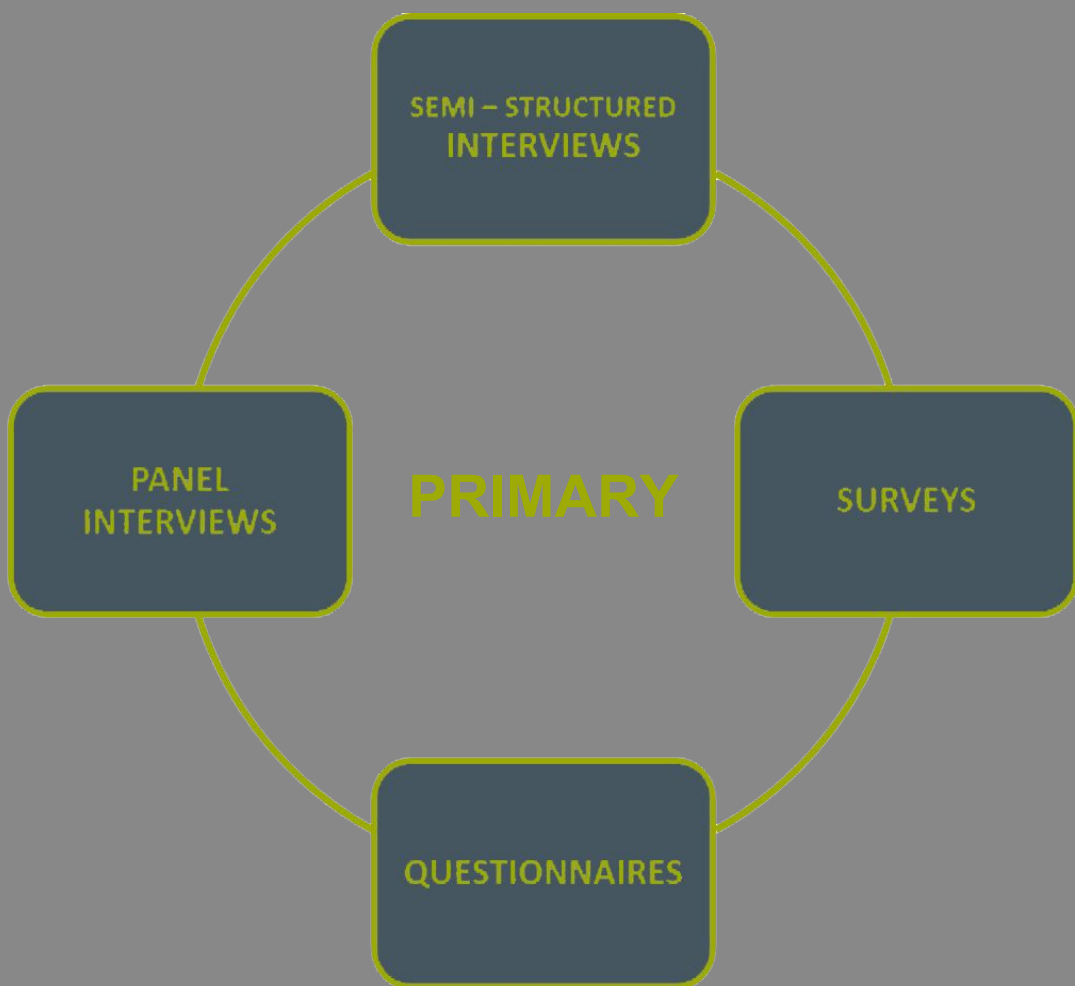 SEMI – STRUCTURED
INTERVIEWS
PANEL
INTERVIEWS
PRIMARY
SURVEYS
QUESTIONNAIRES